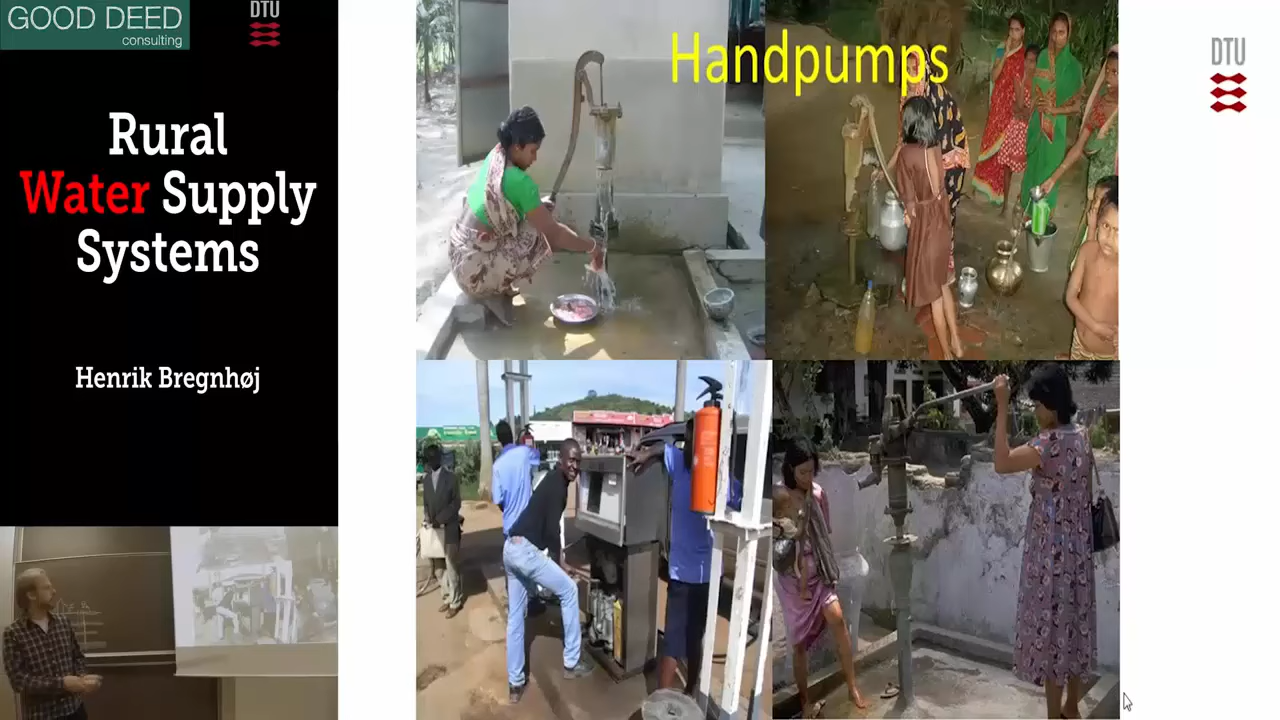 GOOD DEED
consulting
DTU
Rural
Water Supply
Systems
Henrik Bregnhøj
Handpumps
DTU